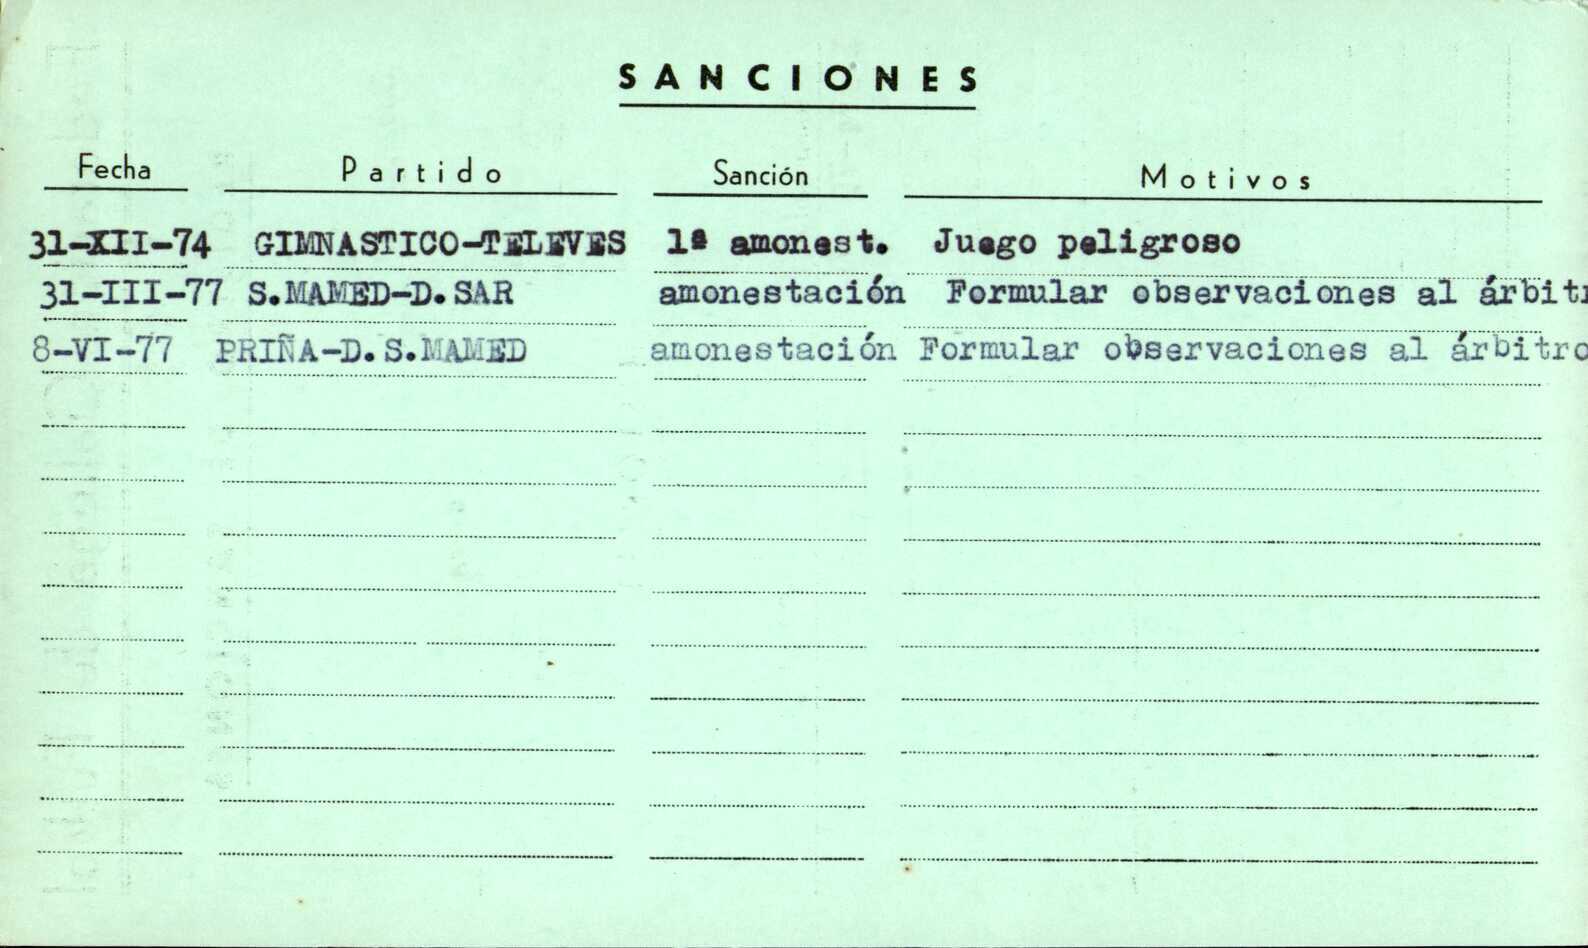 SANCIONES
Fecha Partido Sanción Motivos
31-XII-74 GIMNASTICO-TELEVES 1ª amonest. Juego peligroso
31-III-77 S.MAMED-D.SAR amonestación Formular observaciones al árbit
8-VI-77 PRIÑA-D.S.MAMED amonestación Formular observaciones al árbitro